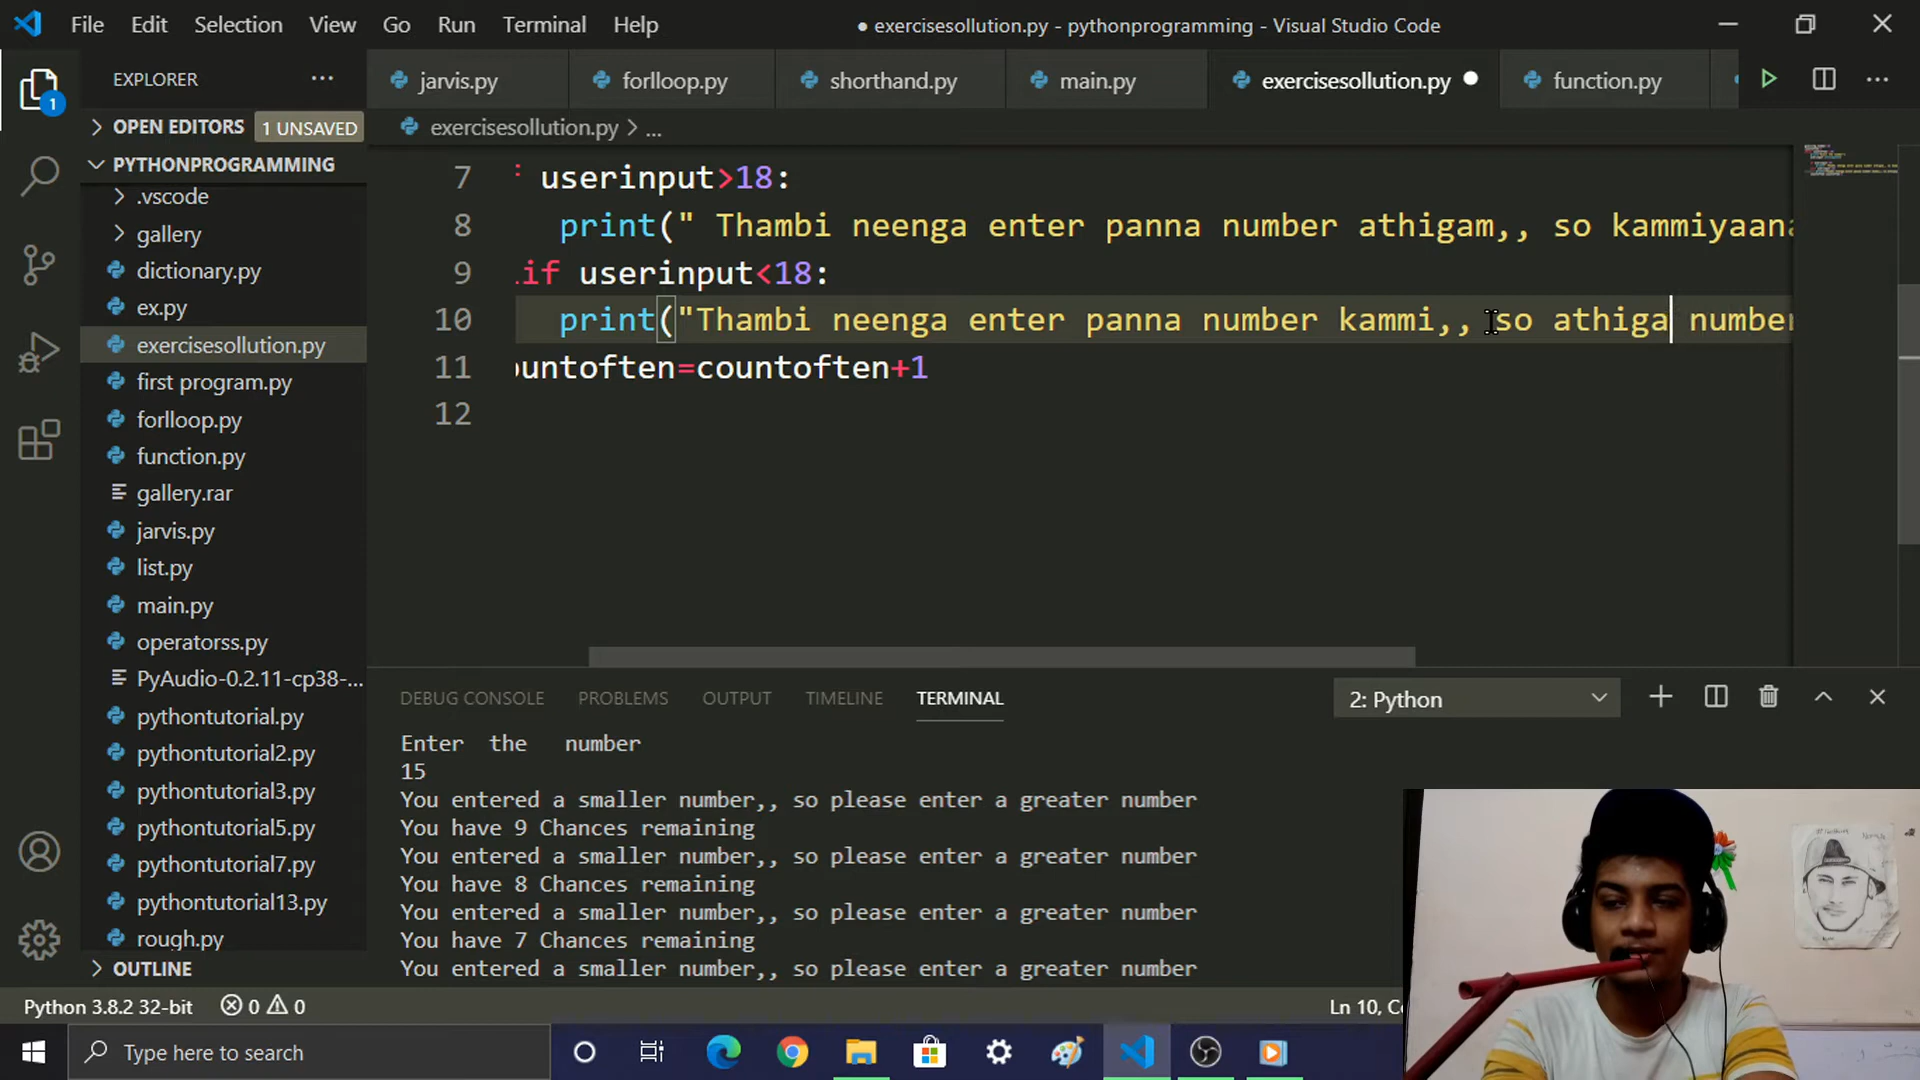 File Edit Selection View Go Run Terminal Help
● exercisesollution.py - pythonprogramming - Visual Studio Code
EXPLORER
jarvis.py forlloop.py shorthand.py main.py exercisesollution.py function.py
OPEN EDITORS 1 UNSAVED
exercisesollution.py > ...
PYTHONPROGRAMMING
.vscode
gallery
dictionary.py
ex.py
exercisesollution.py
first program.py
forlloop.py
function.py
gallery.rar
jarvis.py
list.py
main.py
operatorss.py
PyAudio-0.2.11-cp38-...
pythontutorial.py
pythontutorial2.py
pythontutorial3.py
pythontutorial5.py
pythontutorial7.py
pythontutorial13.py
rough.py
OUTLINE
7 userinput>18:
8 print(" Thambi neenga enter panna number athigam,, so kammiyaana
9 if userinput<18:
10 print("Thambi neenga enter panna number kammi,, so athiga number
11 ountoften=countoften+1
12
DEBUG CONSOLE PROBLEMS OUTPUT TIMELINE TERMINAL 2: Python
Enter the number
15
You entered a smaller number,, so please enter a greater number
You have 9 Chances remaining
You entered a smaller number,, so please enter a greater number
You have 8 Chances remaining
You entered a smaller number,, so please enter a greater number
You have 7 Chances remaining
You entered a smaller number,, so please enter a greater number
Python 3.8.2 32-bit 0 0 Ln 10,
Type here to search